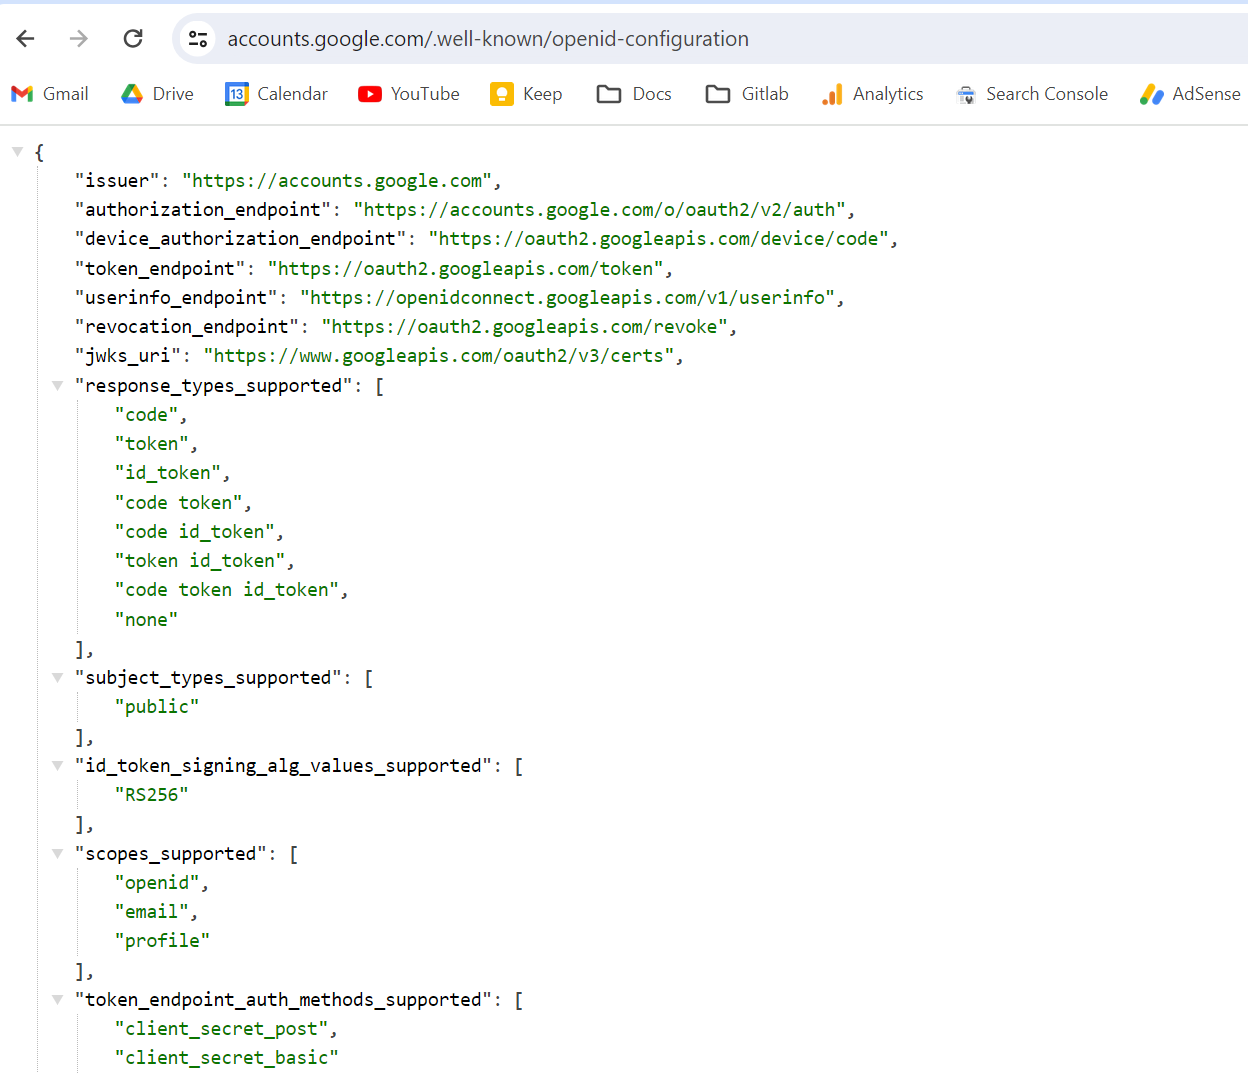 accounts.google.com/.well-known/openid-configuration
Gmail Drive 13 Calendar YouTube Keep Docs Gitlab Analytics Search Console AdSense
{
"issuer": "https://accounts.google.com",
"authorization_endpoint": "https://accounts.google.com/o/oauth2/v2/auth",
"device_authorization_endpoint": "https://oauth2.googleapis.com/device/code",
"token_endpoint": "https://oauth2.googleapis.com/token",
"userinfo_endpoint": "https://openidconnect.googleapis.com/v1/userinfo",
"revocation_endpoint": "https://oauth2.googleapis.com/revoke",
"jwks_uri": "https://www.googleapis.com/oauth2/v3/certs",
"response_types_supported": [
"code",
"token",
"id_token",
"code token",
"code id_token",
"token id_token",
"code token id_token",
"none"
],
"subject_types_supported": [
"public"
],
"id_token_signing_alg_values_supported": [
"RS256"
],
"scopes_supported": [
"openid",
"email",
"profile"
],
"token_endpoint_auth_methods_supported": [
"client_secret_post",
"client_secret_basic"